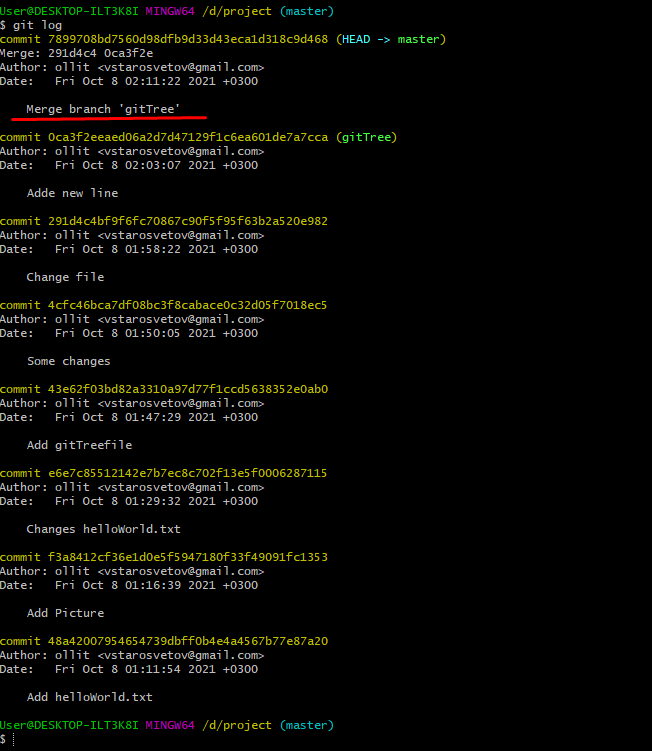 User@DESKTOP-ILT3K8I MINGW64 /d/project (master)
$ git log
commit 7899708bd7560d98dfb9d33d43eca1d318c9d468 (HEAD -> master)
Merge: 291d4c4 0ca3f2e
Author: ollit <vstarosvetov@gmail.com>
Date:   Fri Oct 8 02:11:22 2021 +0300
Merge branch 'gitTree'
commit 0ca3f2eeaed06a2d7d47129f1c6ea601de7a7cca (gitTree)
Author: ollit <vstarosvetov@gmail.com>
Date:   Fri Oct 8 02:03:07 2021 +0300
Adde new line
commit 291d4c4bf9f6fc70867c90f5f95f63b2a520e982
Author: ollit <vstarosvetov@gmail.com>
Date:   Fri Oct 8 01:58:22 2021 +0300
Change file
commit 4cfc46bca7df08bc3f8cabace0c32d05f7018ec5
Author: ollit <vstarosvetov@gmail.com>
Date:   Fri Oct 8 01:50:05 2021 +0300
Some changes
commit 43e62f03bd82a3310a97d77f1ccd5638352e0ab0
Author: ollit <vstarosvetov@gmail.com>
Date:   Fri Oct 8 01:47:29 2021 +0300
Add gitTreefile
commit e6e7c85512142e7b7ec8c702f13e5f0006287115
Author: ollit <vstarosvetov@gmail.com>
Date:   Fri Oct 8 01:29:32 2021 +0300
Changes helloWorld.txt
commit f3a8412cf36e1d0e5f5947180f33f49091fc1353
Author: ollit <vstarosvetov@gmail.com>
Date:   Fri Oct 8 01:16:39 2021 +0300
Add Picture
commit 48a42007954654739dbff0b4e4a4567b77e87a20
Author: ollit <vstarosvetov@gmail.com>
Date:   Fri Oct 8 01:11:54 2021 +0300
Add helloWorld.txt
User@DESKTOP-ILT3K8I MINGW64 /d/project (master)
$